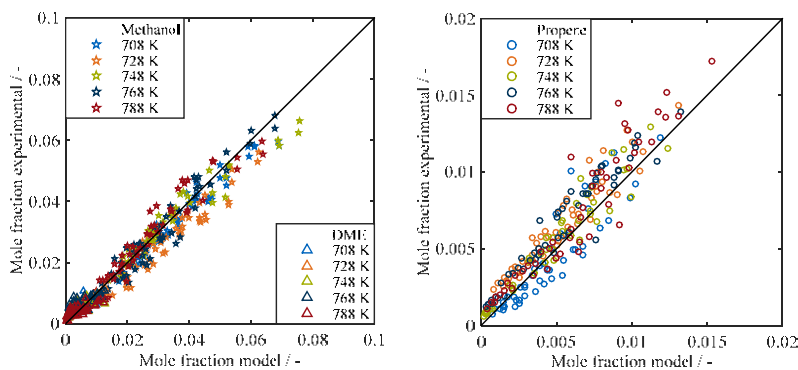 0.1
0.08
0.06
0.04
0.02
0
Mole fraction experimental / -
Methanol
708 K
728 K
748 K
768 K
788 K
DME
708 K
728 K
748 K
768 K
788 K
0 0.02 0.04 0.06 0.08 0.1
Mole fraction model / -
0.02
0.015
0.01
0.005
0
Mole fraction experimental / -
Propene
708 K
728 K
748 K
768 K
788 K
0 0.005 0.01 0.015 0.02
Mole fraction model / -